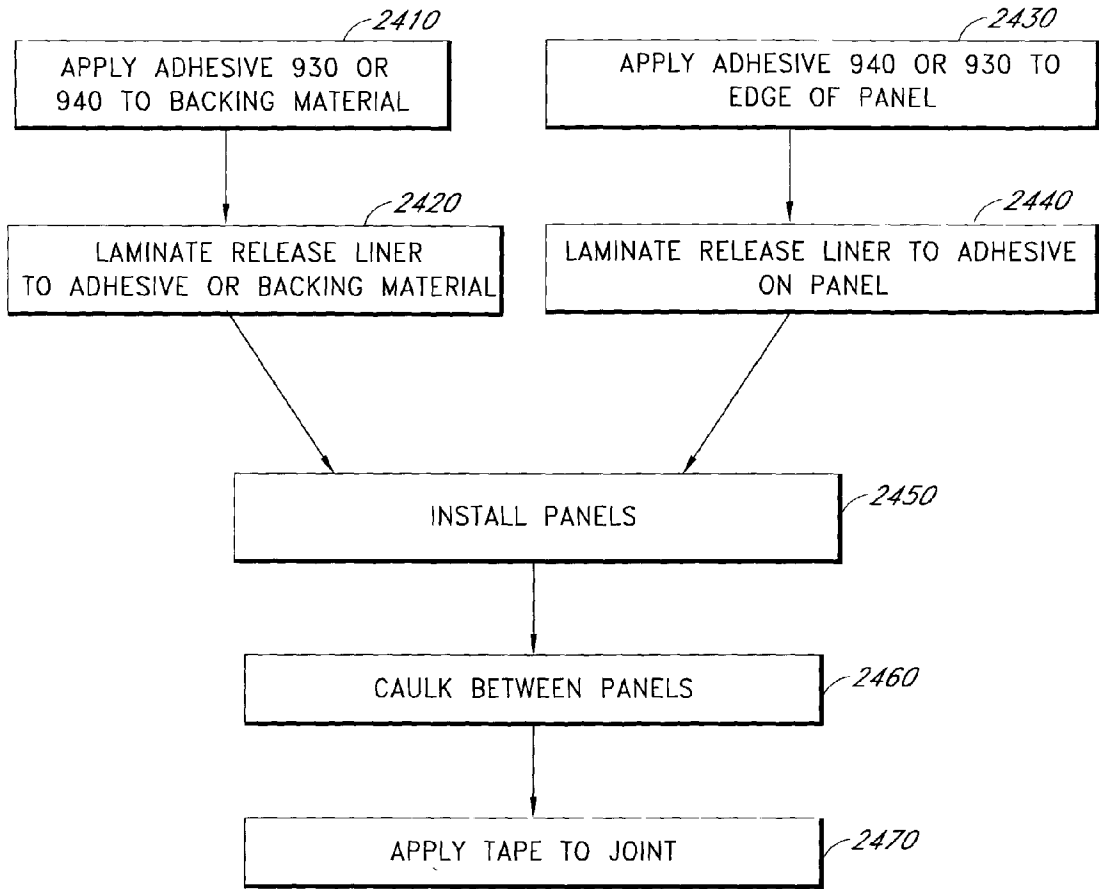 2410
APPLY ADHESIVE 930 OR
940 TO BACKING MATERIAL
2430
APPLY ADHESIVE 940 OR 930 TO
EDGE OF PANEL
2420
LAMINATE RELEASE LINER
TO ADHESIVE OR BACKING MATERIAL
2440
LAMINATE RELEASE LINER TO ADHESIVE
ON PANEL
INSTALL PANELS
2450
CAULK BETWEEN PANELS
2460
APPLY TAPE TO JOINT
2470